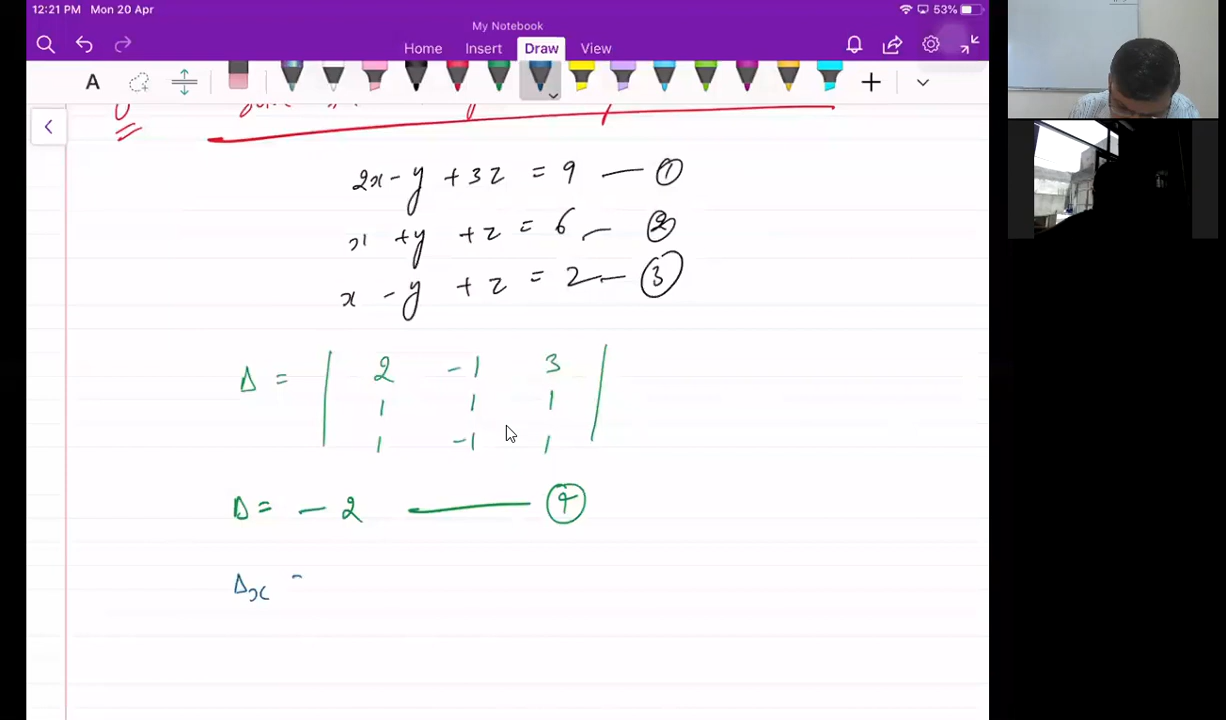 12:21 PM Mon 20 Apr
53%
My Notebook
Home Insert Draw View
A
2x - y + 3z = 9 — ①
x + y + z = 6 — ②
x - y + z = 2 — ③
Δ = | 2 -1 3
1 1 1
1 -1 1 |
Δ = - 2 — ④
Δx =